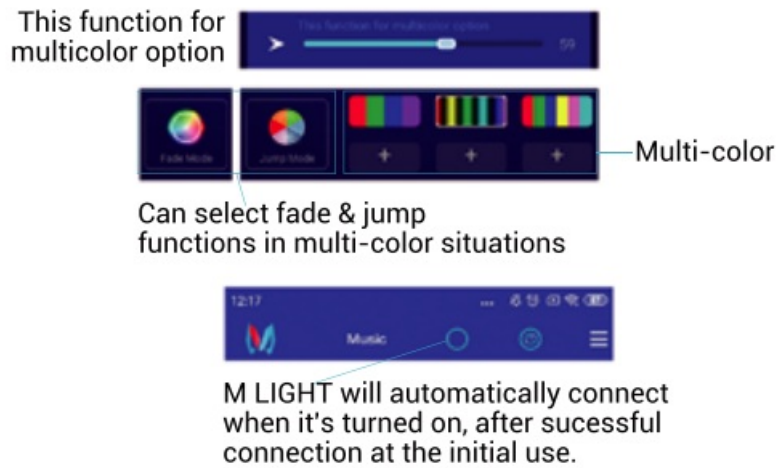 This function for
multicolor option
This function for multicolor option
59
Fade Mode
Jump Mode
+ + +
Multi-color
Can select fade & jump
functions in multi-color situations
12:17
Music
M LIGHT will automatically connect
when it's turned on, after sucessful
connection at the initial use.